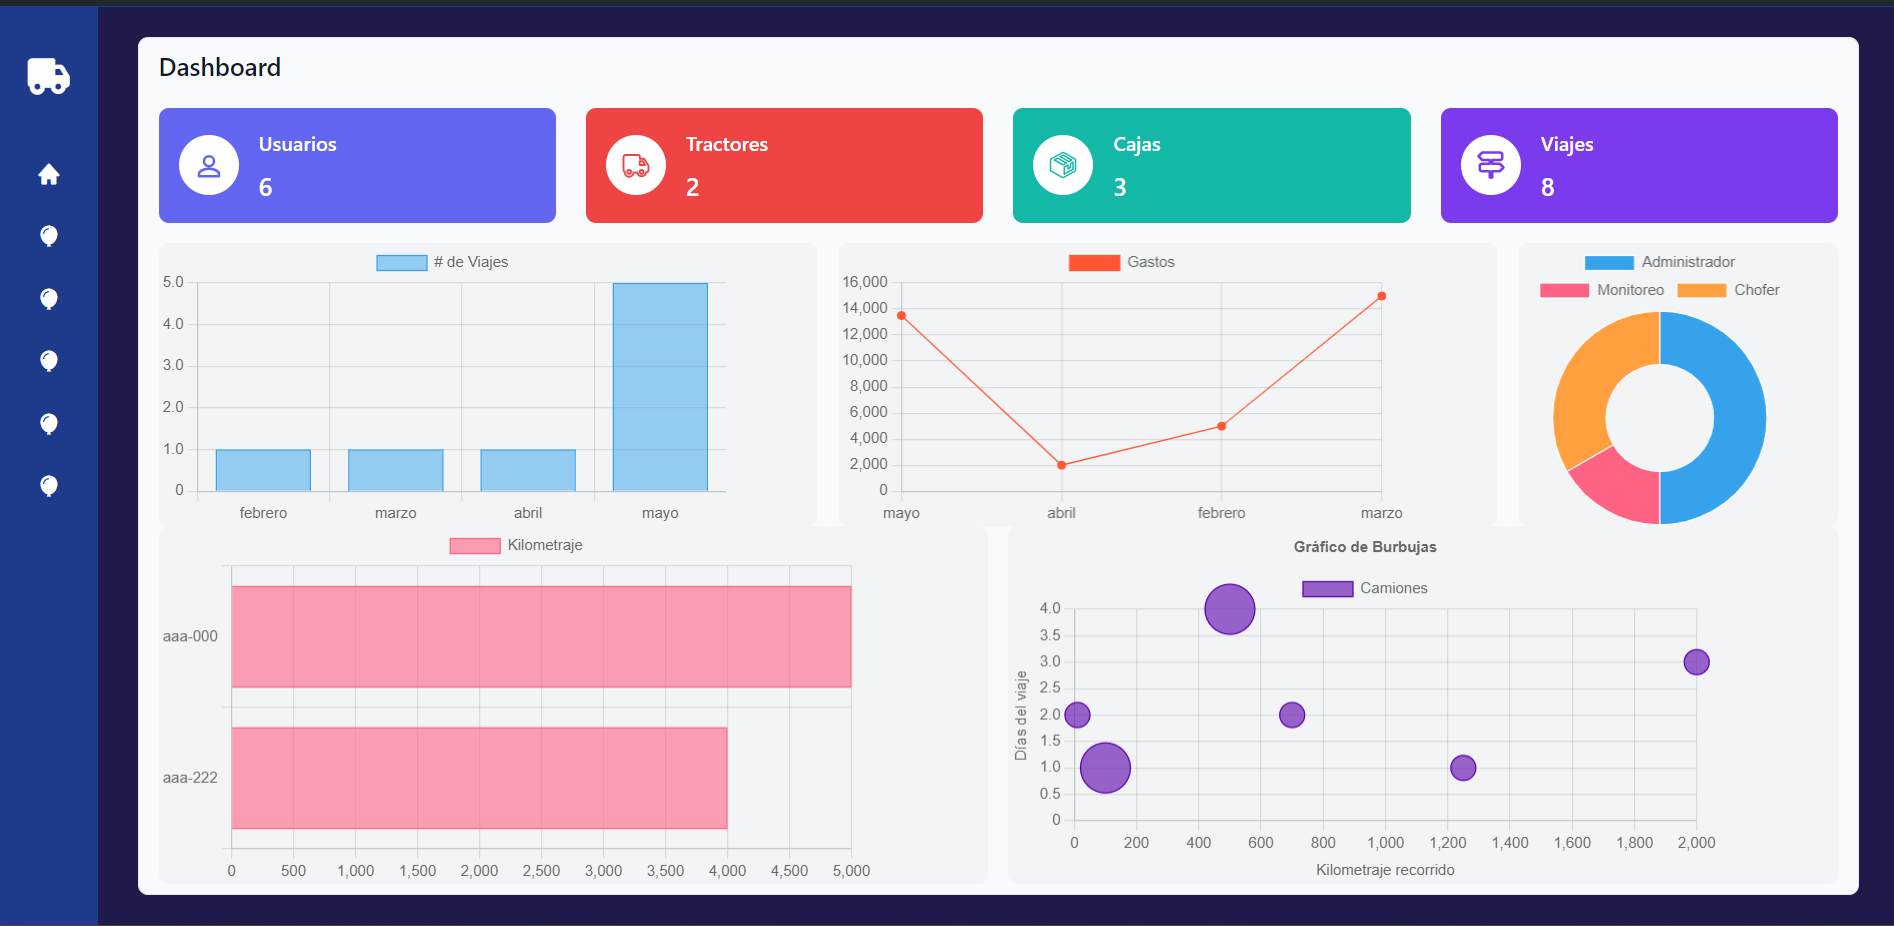 Dashboard
Usuarios
6
Tractores
2
Cajas
3
Viajes
8
# de Viajes
5.0
4.0
3.0
2.0
1.0
0
febrero marzo abril mayo
Gastos
16,000
14,000
12,000
10,000
8,000
6,000
4,000
2,000
0
mayo abril febrero marzo
Administrador
Monitoreo Chofer
Kilometraje
aaa-000
aaa-222
0 500 1,000 1,500 2,000 2,500 3,000 3,500 4,000 4,500 5,000
Gráfico de Burbujas
Camiones
Días del viaje
4.0
3.5
3.0
2.5
2.0
1.5
1.0
0.5
0
0 200 400 600 800 1,000 1,200 1,400 1,600 1,800 2,000
Kilometraje recorrido